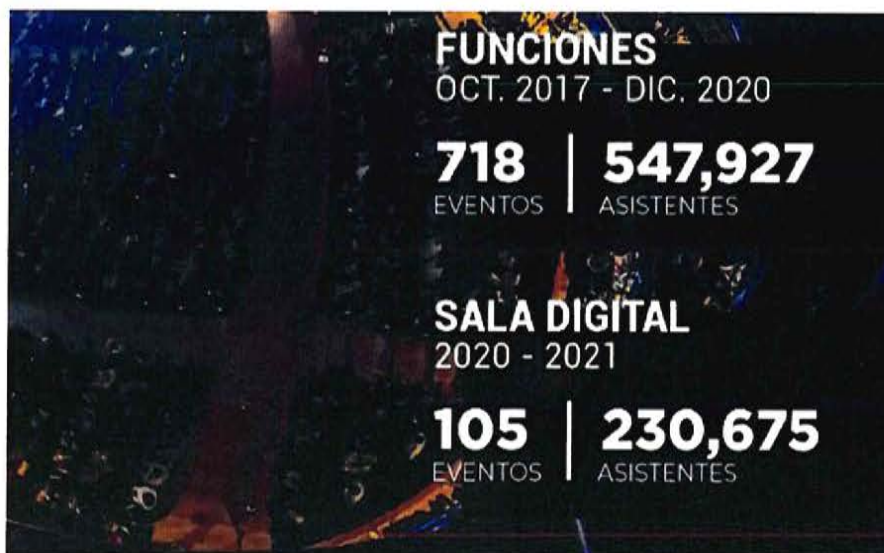 FUNCIONES
OCT. 2017 - DIC. 2020
718 547,927
EVENTOS ASISTENTES
SALA DIGITAL
2020 - 2021
105 230,675
EVENTOS ASISTENTES